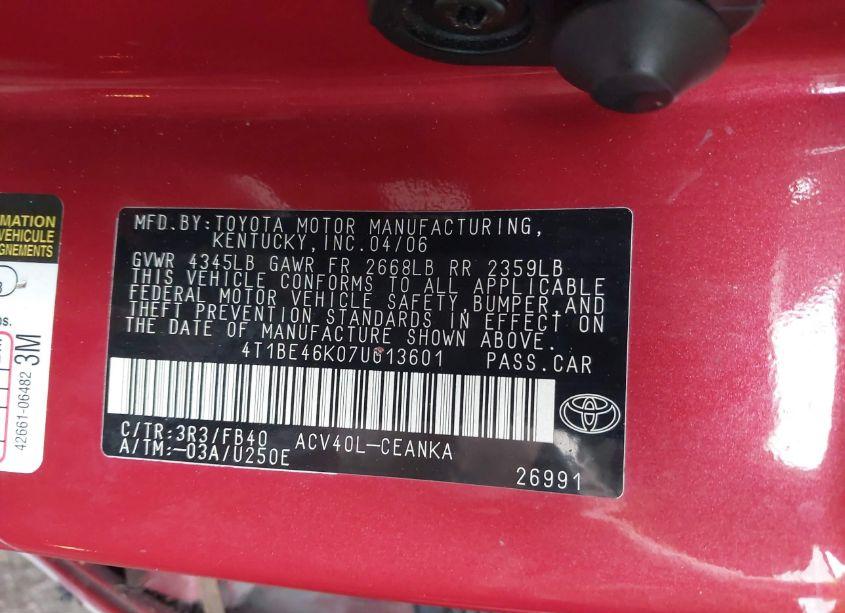 MFD.BY:TOYOTA MOTOR MANUFACTURING,
KENTUCKY,INC.04/06
GVWR 4345LB GAWR FR 2668LB RR 2359LB
THIS VEHICLE CONFORMS TO ALL APPLICABLE
FEDERAL MOTOR VEHICLE SAFETY, BUMPER,AND
THEFT PREVENTION STANDARDS IN EFFECT ON
THE DATE OF MANUFACTURE SHOWN ABOVE.
4T1BE46K07U013601 PASS.CAR
C/TR:3R3/FB40 ACV40L-CEANKA
A/TM:-03A/U250E
26991
MATION
VEHICULE
GNEMENTS
3M
42661-06482